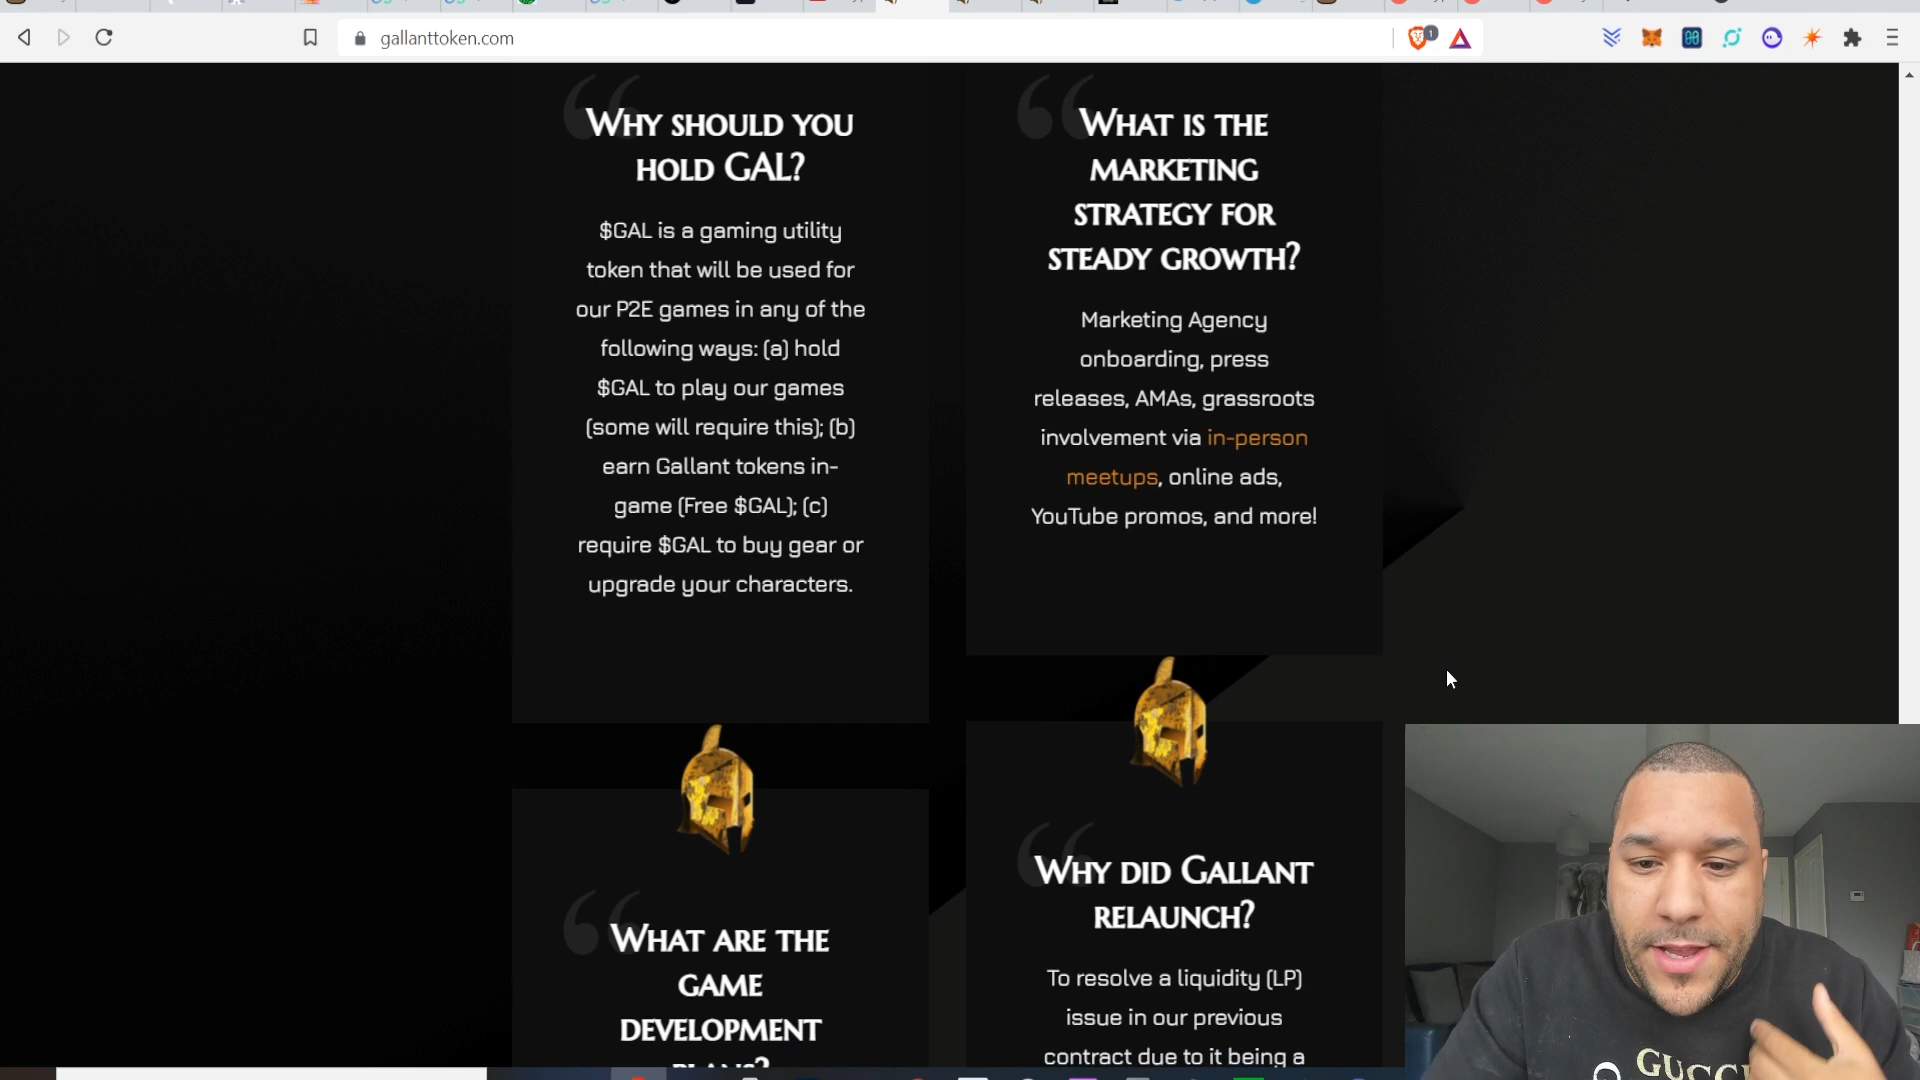 gallanttoken.com
1
WHY SHOULD YOU
HOLD GAL?
$GAL is a gaming utility
token that will be used for
our P2E games in any of the
following ways: (a) hold
$GAL to play our games
(some will require this); (b)
earn Gallant tokens in-
game (Free $GAL); (c)
require $GAL to buy gear or
upgrade your characters.
WHAT IS THE
MARKETING
STRATEGY FOR
STEADY GROWTH?
Marketing Agency
onboarding, press
releases, AMAs, grassroots
involvement via in-person
meetups, online ads,
YouTube promos, and more!
WHAT ARE THE
GAME
DEVELOPMENT
PLANS?
WHY DID GALLANT
RELAUNCH?
To resolve a liquidity (LP)
issue in our previous
contract due to it being a
GUCCI